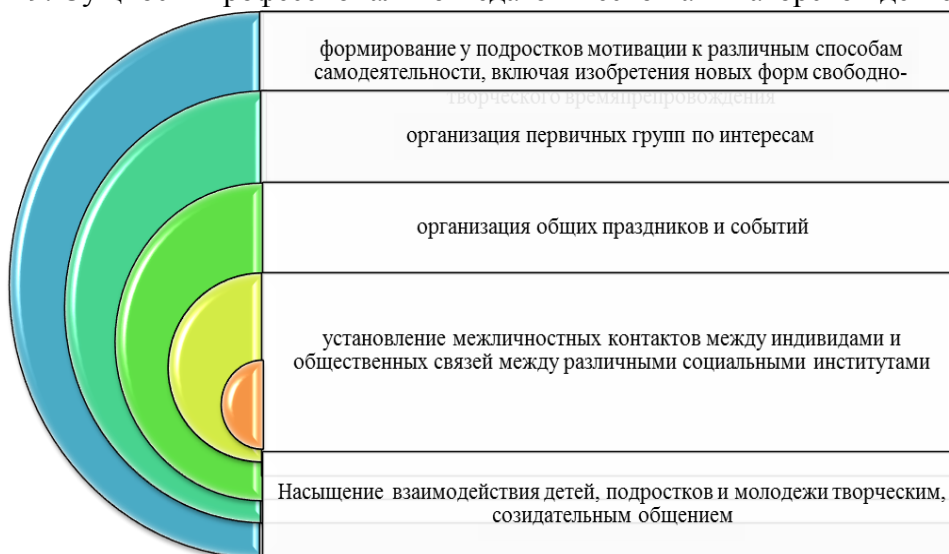 формирование у подростков мотивации к различным способам
самодеятельности, включая изобретения новых форм свободно-
творческого времяпрепровождения
организация первичных групп по интересам
организация общих праздников и событий
установление межличностных контактов между индивидами и
общественных связей между различными социальными институтами
Насыщение взаимодействия детей, подростков и молодежи творческим,
созидательным общением